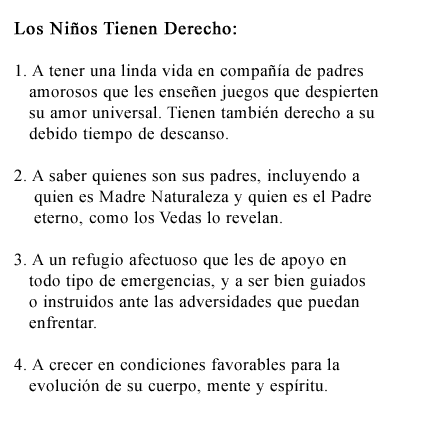 Los Niños Tienen Derecho:
1. A tener una linda vida en compañía de padres
amorosos que les enseñen juegos que despierten
su amor universal. Tienen también derecho a su
debido tiempo de descanso.
2. A saber quienes son sus padres, incluyendo a
quien es Madre Naturaleza y quien es el Padre
eterno, como los Vedas lo revelan.
3. A un refugio afectuoso que les de apoyo en
todo tipo de emergencias, y a ser bien guiados
o instruidos ante las adversidades que puedan
enfrentar.
4. A crecer en condiciones favorables para la
evolución de su cuerpo, mente y espíritu.